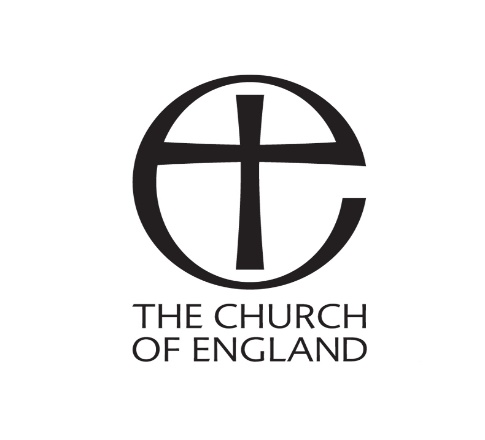 THE CHURCH
OF ENGLAND